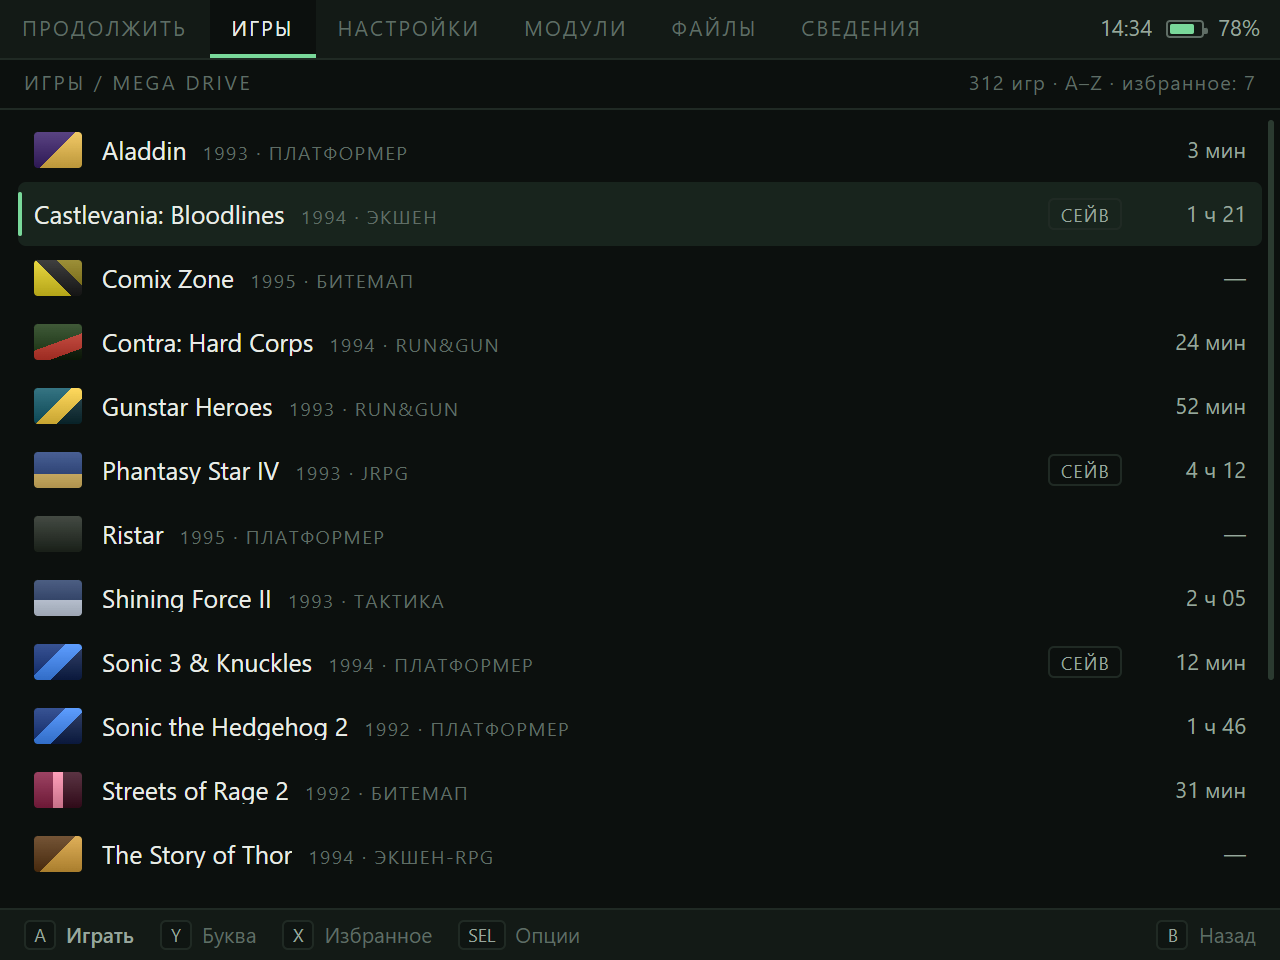 ПРОДОЛЖИТЬ ИГРЫ НАСТРОЙКИ МОДУЛИ ФАЙЛЫ СВЕДЕНИЯ 14:34 78%
ИГРЫ / MEGA DRIVE 312 игр · A–Z · избранное: 7
Aladdin 1993 · ПЛАТФОРМЕР 3 мин
Castlevania: Bloodlines 1994 · ЭКШЕН СЕЙВ 1 ч 21
Comix Zone 1995 · БИТЕМАП —
Contra: Hard Corps 1994 · RUN&GUN 24 мин
Gunstar Heroes 1993 · RUN&GUN 52 мин
Phantasy Star IV 1993 · JRPG СЕЙВ 4 ч 12
Ristar 1995 · ПЛАТФОРМЕР —
Shining Force II 1993 · ТАКТИКА 2 ч 05
Sonic 3 & Knuckles 1994 · ПЛАТФОРМЕР СЕЙВ 12 мин
Sonic the Hedgehog 2 1992 · ПЛАТФОРМЕР 1 ч 46
Streets of Rage 2 1992 · БИТЕМАП 31 мин
The Story of Thor 1994 · ЭКШЕН-RPG —
A Играть Y Буква X Избранное SEL Опции B Назад